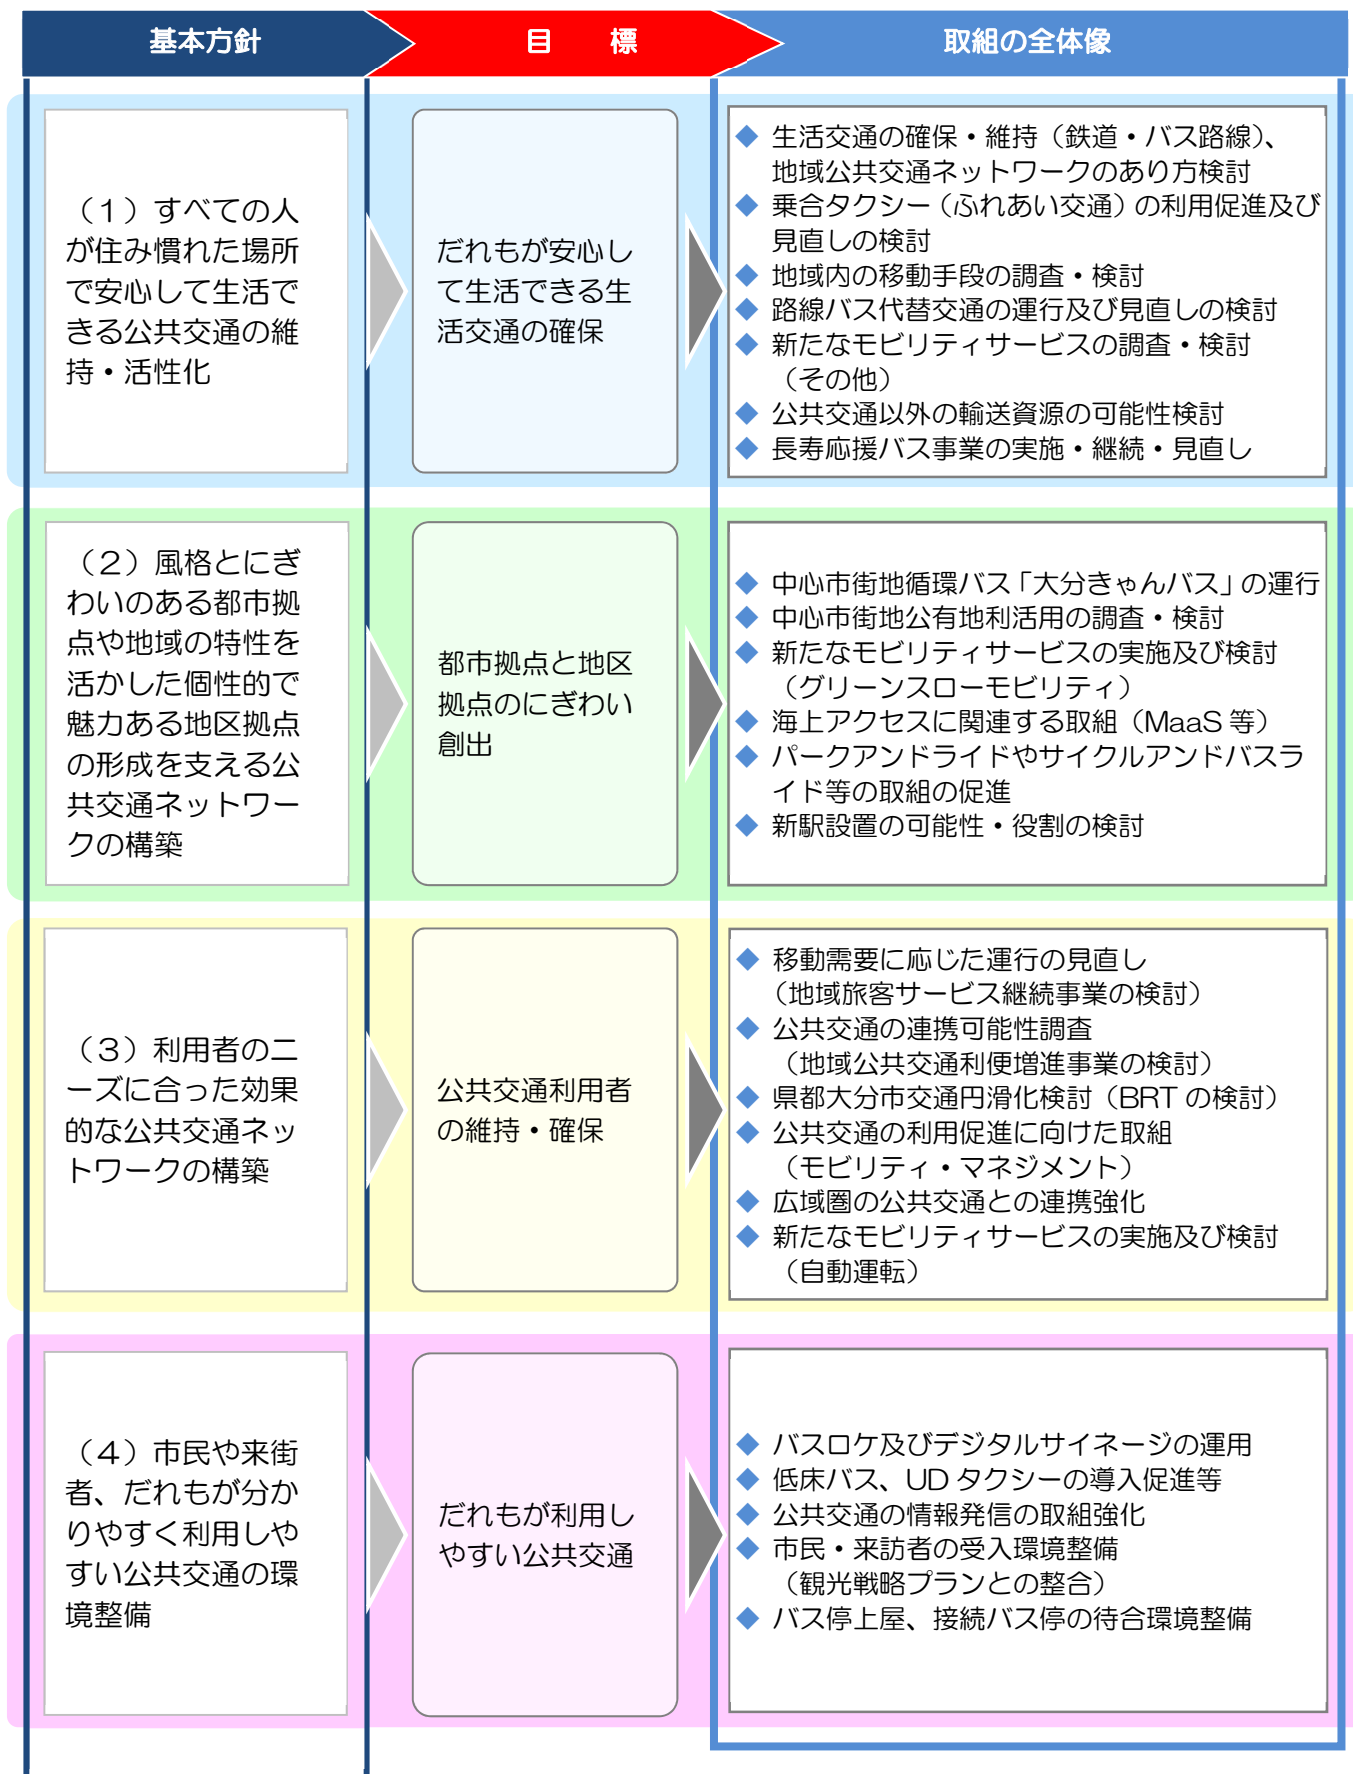 基本方針
目　　標
取組の全体像
（1）すべての人
が住み慣れた場所
で安心して生活で
きる公共交通の維
持・活性化
だれもが安心し
て生活できる生
活交通の確保
◆ 生活交通の確保・維持（鉄道・バス路線）、
地域公共交通ネットワークのあり方検討
◆ 乗合タクシー（ふれあい交通）の利用促進及び
見直しの検討
◆ 地域内の移動手段の調査・検討
◆ 路線バス代替交通の運行及び見直しの検討
◆ 新たなモビリティサービスの調査・検討
（その他）
◆ 公共交通以外の輸送資源の可能性検討
◆ 長寿応援バス事業の実施・継続・見直し
（2）風格とにぎ
わいのある都市拠
点や地域の特性を
活かした個性的で
魅力ある地区拠点
の形成を支える公
共交通ネットワー
クの構築
都市拠点と地区
拠点のにぎわい
創出
◆ 中心市街地循環バス「大分きゃんバス」の運行
◆ 中心市街地公有地利活用の調査・検討
◆ 新たなモビリティサービスの実施及び検討
（グリーンスローモビリティ）
◆ 海上アクセスに関連する取組（MaaS 等）
◆ パークアンドライドやサイクルアンドバスラ
イド等の取組の促進
◆ 新駅設置の可能性・役割の検討
（3）利用者のニ
ーズに合った効果
的な公共交通ネッ
トワークの構築
公共交通利用者
の維持・確保
◆ 移動需要に応じた運行の見直し
（地域旅客サービス継続事業の検討）
◆ 公共交通の連携可能性調査
（地域公共交通利便増進事業の検討）
◆ 県都大分市交通円滑化検討（BRT の検討）
◆ 公共交通の利用促進に向けた取組
（モビリティ・マネジメント）
◆ 広域圏の公共交通との連携強化
◆ 新たなモビリティサービスの実施及び検討
（自動運転）
（4）市民や来街
者、だれもが分か
りやすく利用しや
すい公共交通の環
境整備
だれもが利用し
やすい公共交通
◆ バスロケ及びデジタルサイネージの運用
◆ 低床バス、UD タクシーの導入促進等
◆ 公共交通の情報発信の取組強化
◆ 市民・来訪者の受入環境整備
（観光戦略プランとの整合）
◆ バス停上屋、接続バス停の待合環境整備